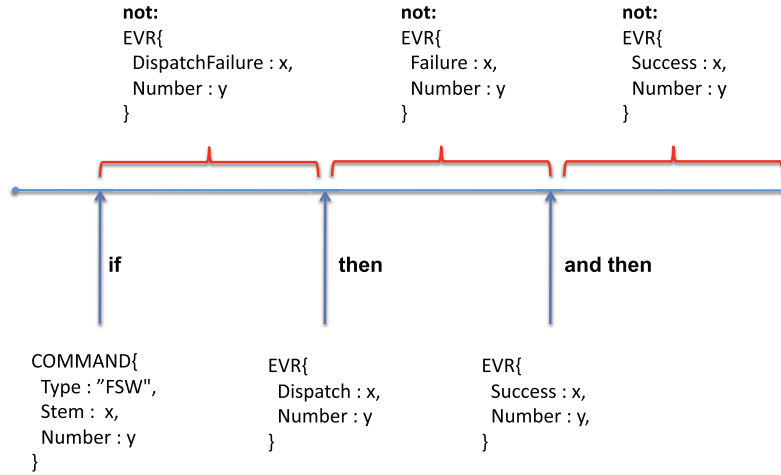 not:
EVR{
DispatchFailure : x,
Number : y
}
not:
EVR{
Failure : x,
Number : y
}
not:
EVR{
Success : x,
Number : y
}
if
then
and then
COMMAND{
Type : ”FSW",
Stem : x,
Number : y
}
EVR{
Dispatch : x,
Number : y
}
EVR{
Success : x,
Number : y,
}